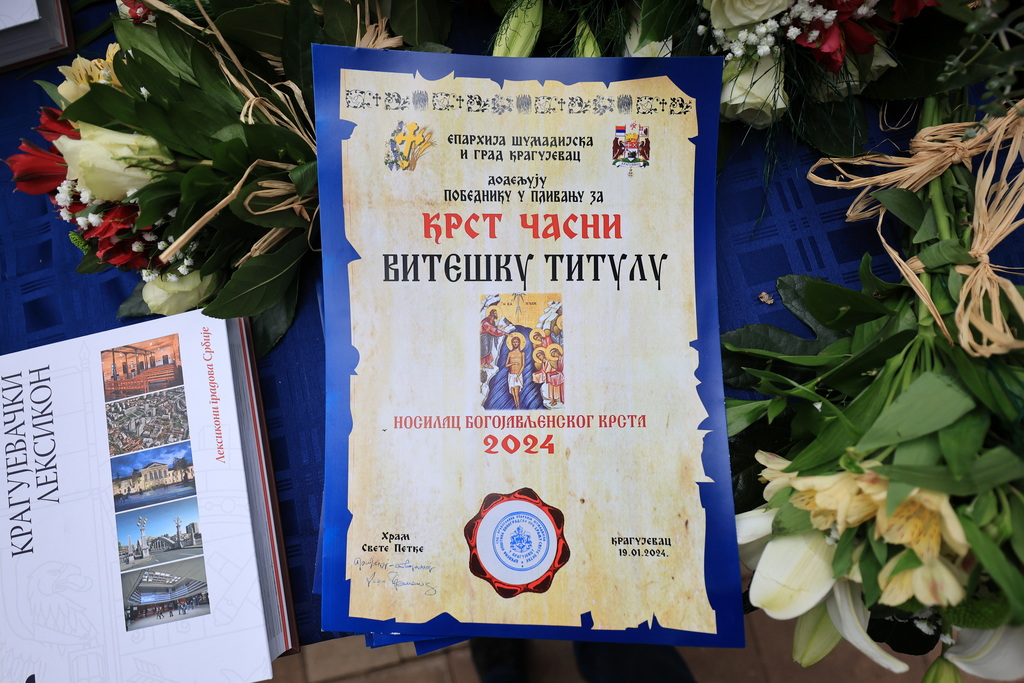 ЕПАРХИЈА ШУМАДИЈСКА
И ГРАД КРАГУЈЕВАЦ
додељују
ПОБЕДНИКУ У ПЛИВАЊУ ЗА
КРСТ ЧАСНИ
ВИТЕШКУ ТИТУЛУ
НОСИЛАЦ БОГОЈАВЉЕНСКОГ КРСТА
2024
Храм
Свете Петке
КРАГУЈЕВАЦ
19.01.2024.
КРАГУЈЕВАЧКИ
ЛЕКСИКОН
Лексикони градова Србије